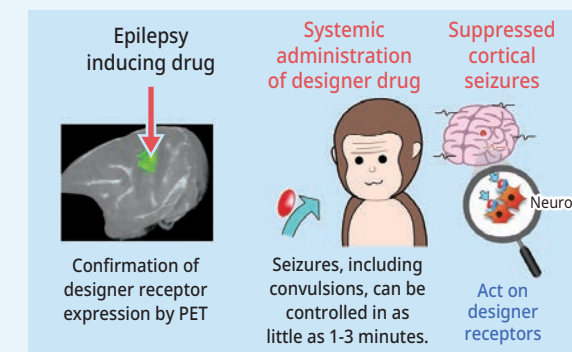 Epilepsy
inducing drug
Confirmation of
designer receptor
expression by PET
Systemic
administration
of designer drug
Seizures, including
convulsions, can be
controlled in as
little as 1-3 minutes.
Suppressed
cortical
seizures
Neuro
Act on
designer
receptors